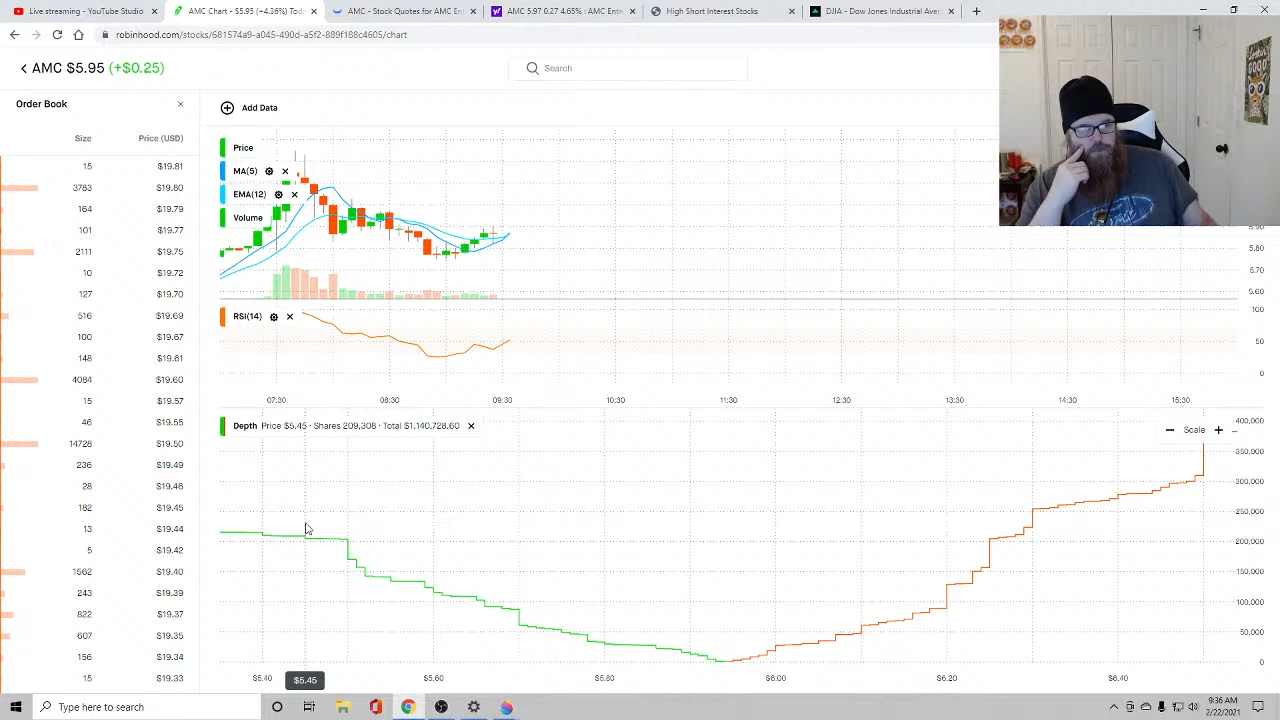 Live streaming - YouTube Studio
AMC Chart - $5.95 (+4.36%) Tod
AMC - Stock Quotes for AMC En
AMC 5.97 0.27 4.65% : AMC Ente
High Short Interest Stocks
DJIA - Dow Jones Industrial Ave
AMC $5.95 (+$0.25)
Search
Order Book
Add Data
Size Price (USD)
15 $19.81
3783 $19.80
164 $19.79
101 $19.77
2111 $19.75
10 $19.72
127 $19.70
516 $19.69
100 $19.67
148 $19.61
4084 $19.60
15 $19.57
46 $19.55
14728 $19.50
236 $19.49
28 $19.46
182 $19.45
13 $19.44
5 $19.42
1562 $19.40
243 $19.39
822 $19.37
607 $19.35
$19.34
15 $19.33
Price
MA(5)
EMA(12)
Volume
5.90
5.80
5.70
5.60
RSI(14)
100
50
0
07:30 08:30 09:30 10:30 11:30 12:30 13:30 14:30 15:30
Depth Price $5.45 · Shares 209,308 · Total $1,140,728.60
Scale
400,000
350,000
300,000
250,000
200,000
150,000
100,000
50,000
0
$5.40 $5.45 $5.60 $5.80 $6.00 $6.20 $6.40
Type here to search
9:36 AM
2/22/2021